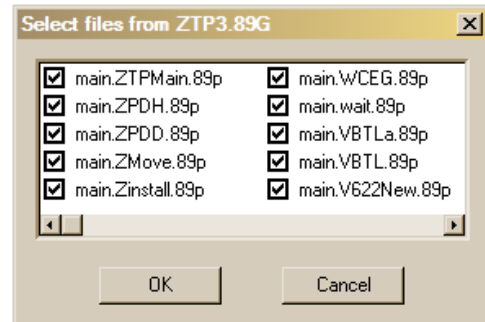 Select files from ZTP3.89G
main.ZTPMain.89p
main.ZPDH.89p
main.ZPDD.89p
main.ZMove.89p
main.Zinstall.89p
main.WCEG.89p
main.wait.89p
main.VBTLa.89p
main.VBTL.89p
main.V622New.89p
OK
Cancel